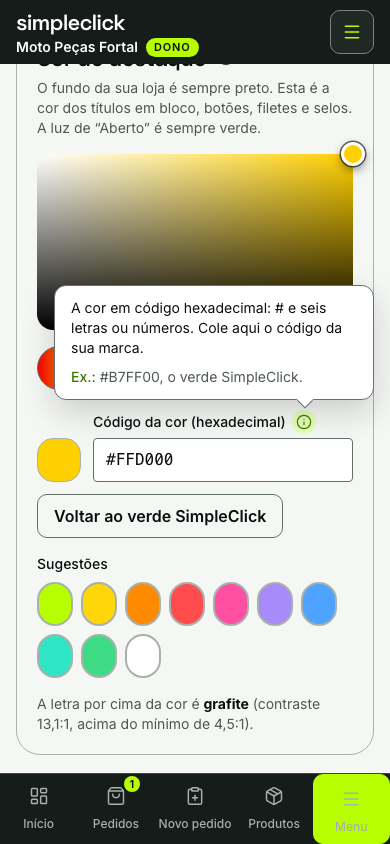 simpleclick
Moto Peças Portal DONO
Cor de destaque
O fundo da sua loja é sempre preto. Esta é a
cor dos títulos em bloco, botões, filetes e selos.
A luz de “Aberto” é sempre verde.
A cor em código hexadecimal: # e seis
letras ou números. Cole aqui o código da
sua marca.
Ex.: #B7FF00, o verde SimpleClick.
Código da cor (hexadecimal)
#FFD000
Voltar ao verde SimpleClick
Sugestões
A letra por cima da cor é grafite (contraste
13,1:1, acima do mínimo de 4,5:1).
1
Início Pedidos Novo pedido Produtos Menu